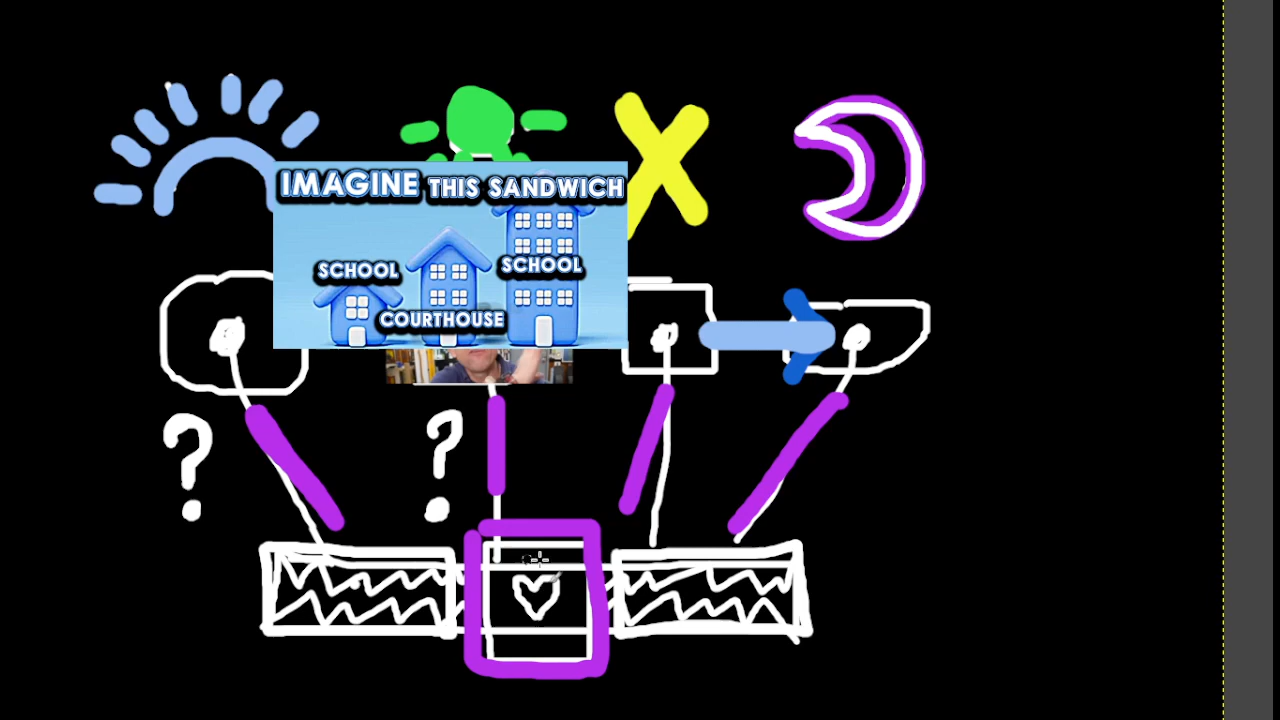 IMAGINE THIS SANDWICH
SCHOOL
SCHOOL
COURTHOUSE
X
?
?